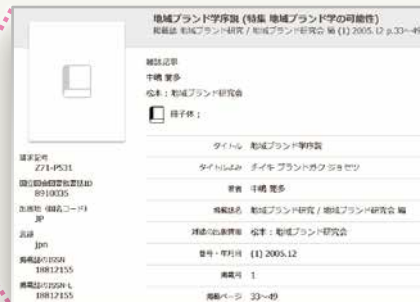 地域ブランド学序説 (特集 地域ブランド学の可能性)
掲載誌 地域ブランド研究 / 地域ブランド研究会 編 (1) 2005.12 p.33~49
雑誌記事
中嶋 聞多
松本 : 地域ブランド研究会
冊子体 :
タイトル 地域ブランド学序説
タイトルよみ チイキ ブランドガク ジョセツ
著者 中嶋 聞多
掲載誌名 地域ブランド研究 / 地域ブランド研究会 編
雑誌の出版情報 松本 : 地域ブランド研究会
巻号・年月日 (1) 2005.12
掲載号 1
掲載ページ 33~49
請求記号
Z71-P531
国立国会図書館書誌ID
8910035
出版地 (国名コード)
JP
言語
jpn
掲載誌のISSN
18812155
掲載誌のISSN-L
18812155